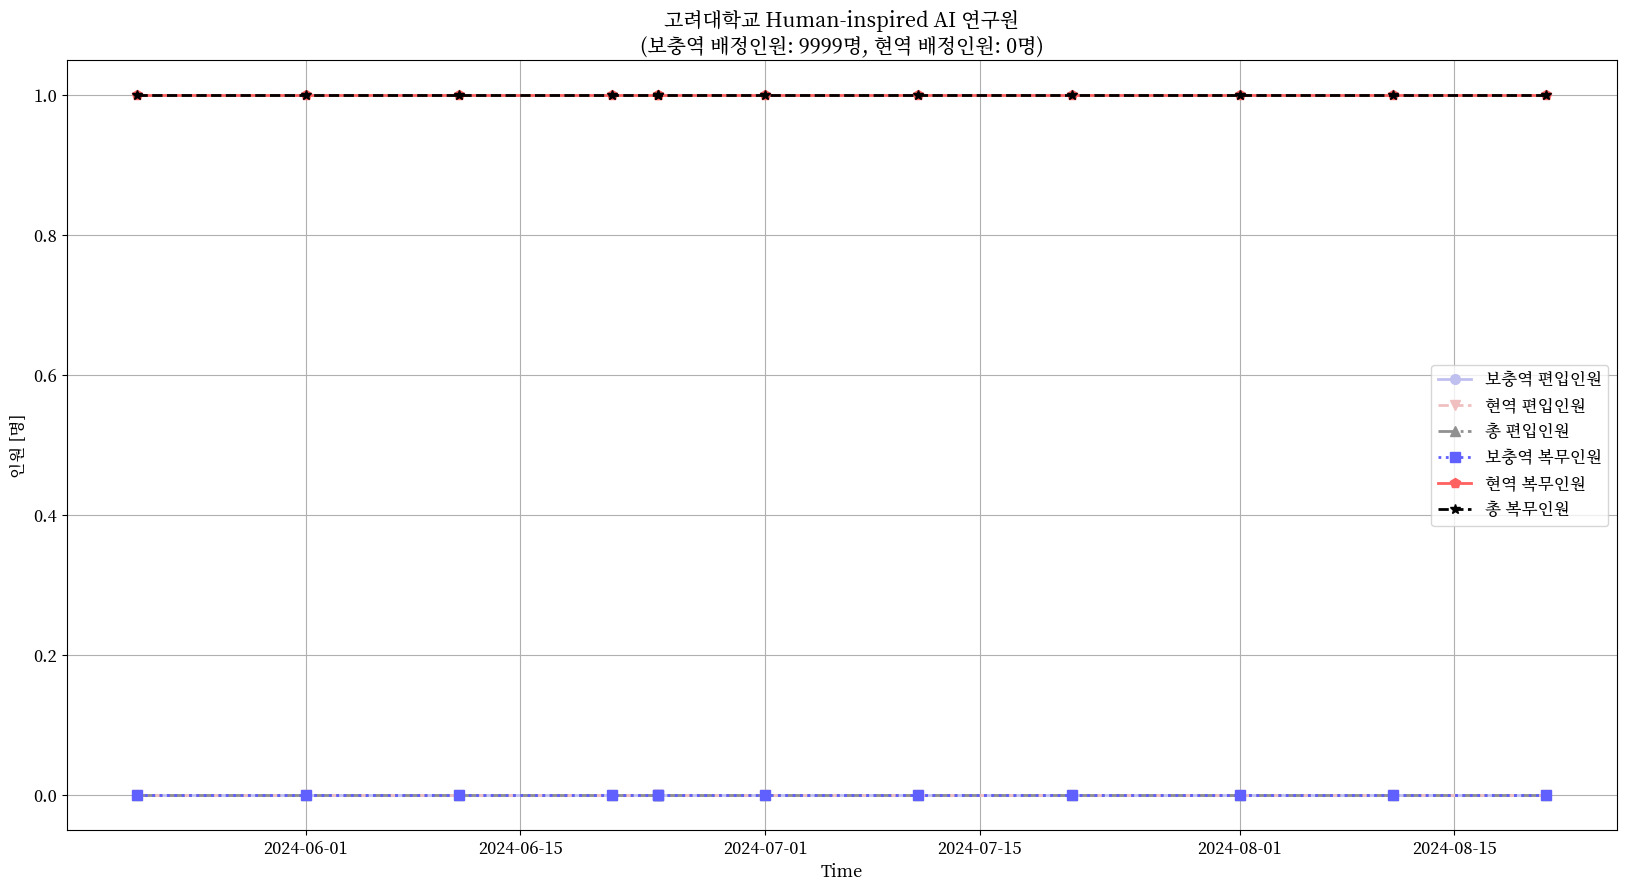 고려대학교 Human-inspired AI 연구원
(보충역 배정인원: 9999명, 현역 배정인원: 0명)
인원 [명]
1.0
0.8
0.6
0.4
0.2
0.0
보충역 편입인원
현역 편입인원
총 편입인원
보충역 복무인원
현역 복무인원
총 복무인원
2024-06-01
2024-06-15
2024-07-01
2024-07-15
2024-08-01
2024-08-15
Time